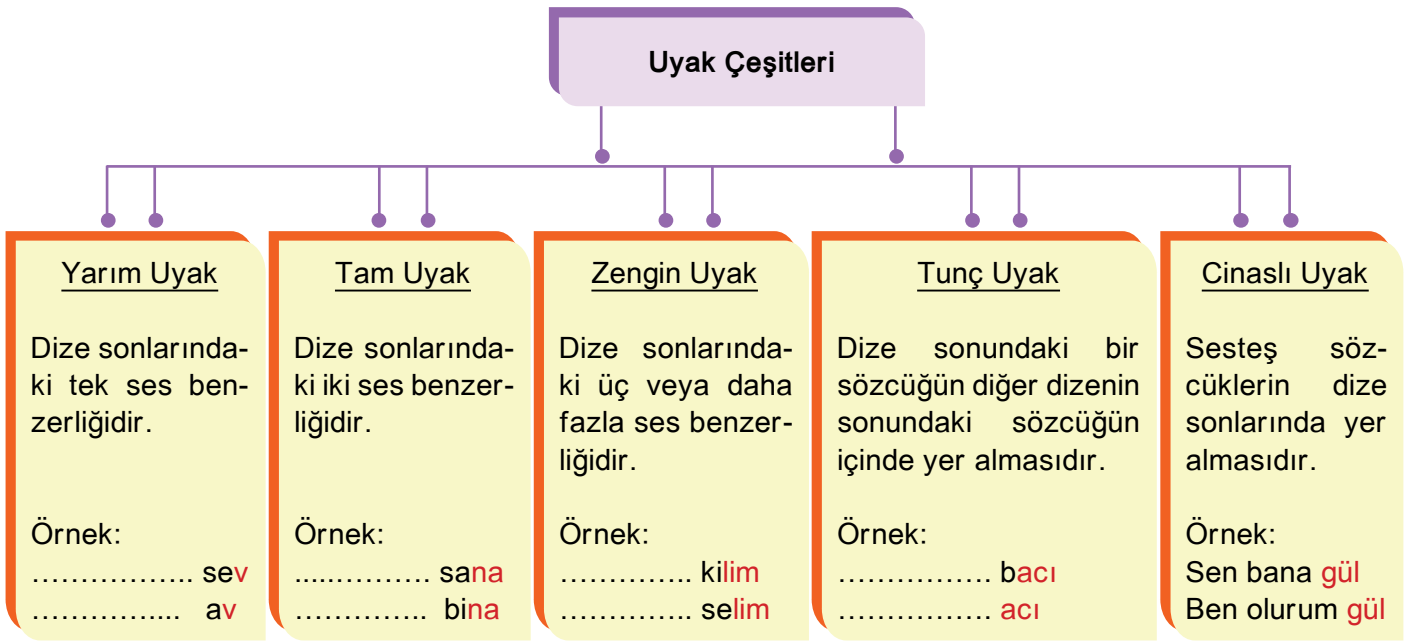 Uyak Çeşitleri
Yarım Uyak
Dize sonlarında-
ki tek ses ben-
zerliğidir.
Örnek:
…………….. sev
…………….... av
Tam Uyak
Dize sonlarında-
ki iki ses benzer-
liğidir.
Örnek:
......………. sana
………….. bina
Zengin Uyak
Dize sonlarında-
ki üç veya daha
fazla ses benzer-
liğidir.
Örnek:
………….. kilim
………….. selim
Tunç Uyak
Dize sonundaki bir
sözcüğün diğer dizenin
sonundaki sözcüğün
içinde yer almasıdır.
Örnek:
……………. bacı
……………. acı
Cinaslı Uyak
Sesteş söz-
cüklerin dize
sonlarında yer
almasıdır.
Örnek:
Sen bana gül
Ben olurum gül